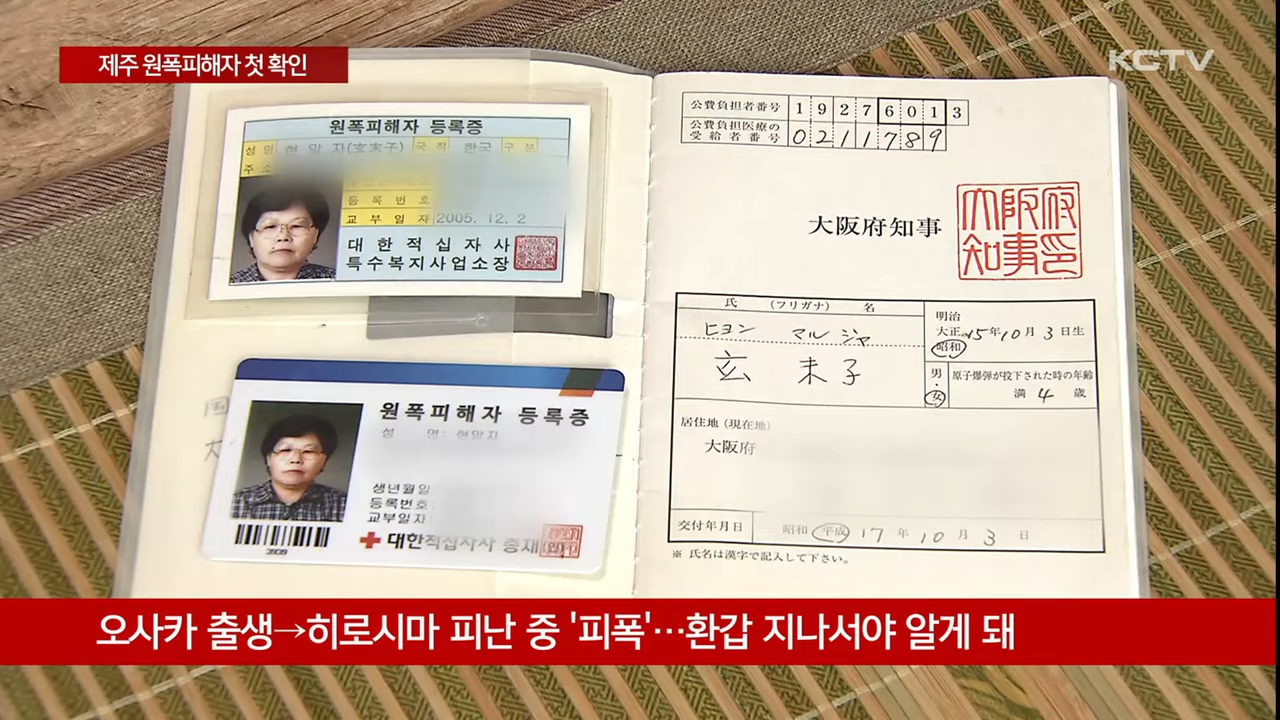 제주 원폭피해자 첫 확인
KCTV
원폭피해자 등록증
성 명 현말자(玄末子) 국 적 한국 구 분
주 소
등 록 번 호
교 부 일 자 2005. 12. 2
대 한 적 십 자 사
특수복지사업소장
원폭피해자 등록증
성 명: 현말자
생년월일
등록번호:
교부일자:
3939
대한적십자사 총재
公費負担者番号 1 9 2 7 6 0 1 3
公費負担医療の
受給者番号 0 2 1 1 7 8 9
大阪府知事
大阪府
知事印
氏 (フリガナ) 名
ヒョン マル ジャ
玄 末 子
明治
大正 15年10月3日生
昭和
男・女
原子爆弾が投下された時の年齢
満 4 歳
居住地 (現在地)
大阪府
交付年月日 昭和 平成 17 年 10 月 3 日
※ 氏名は漢字で記入して下さい。
오사카 출생→히로시마 피난 중 '피폭'…환갑 지나서야 알게 돼